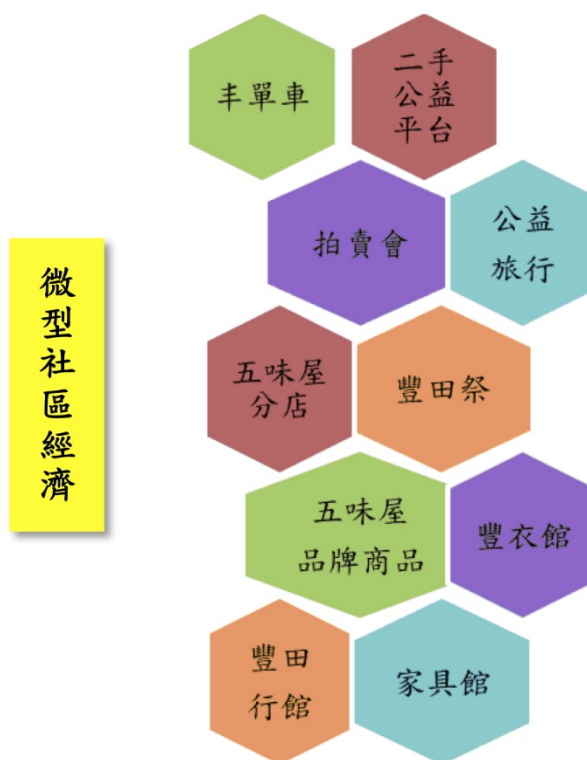 微型社區經濟
丰單車
二手
公益
平台
拍賣會
公益
旅行
五味屋
分店
豐田祭
五味屋
品牌商品
豐衣館
豐田
行館
家具館